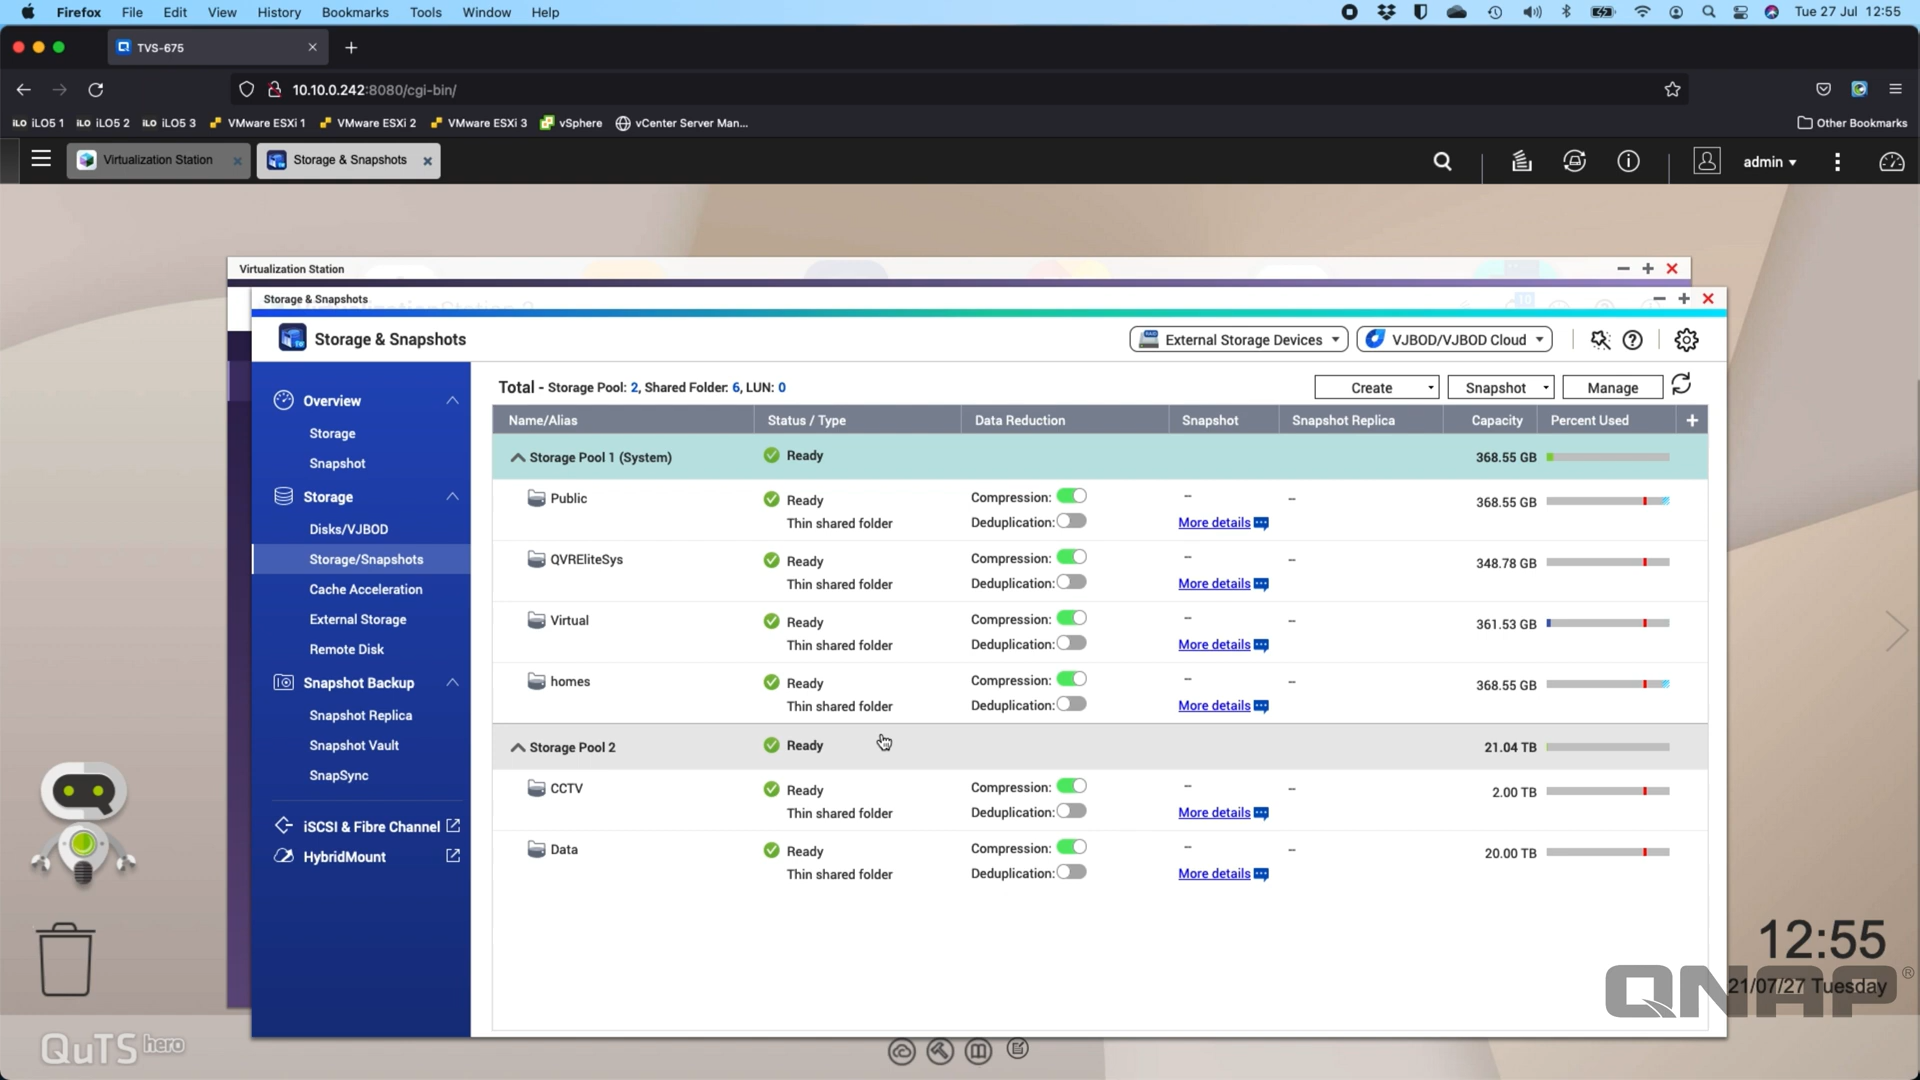 Firefox File Edit View History Bookmarks Tools Window Help Tue 27 Jul 12:55
TVS-675
10.10.0.242:8080/cgi-bin/
iLO iLO5 1 iLO iLO5 2 iLO iLO5 3 VMware ESXi 1 VMware ESXi 2 VMware ESXi 3 vSphere vCenter Server Man... Other Bookmarks
Virtualization Station Storage & Snapshots admin
Virtualization Station
Storage & Snapshots
Storage & Snapshots External Storage Devices VJBOD/VJBOD Cloud
Overview
Storage
Snapshot
Storage
Disks/VJBOD
Storage/Snapshots
Cache Acceleration
External Storage
Remote Disk
Snapshot Backup
Snapshot Replica
Snapshot Vault
SnapSync
iSCSI & Fibre Channel
HybridMount
Total - Storage Pool: 2, Shared Folder: 6, LUN: 0 Create Snapshot Manage
Name/Alias Status / Type Data Reduction Snapshot Snapshot Replica Capacity Percent Used
Storage Pool 1 (System) Ready 368.55 GB
Public Ready Compression: -- -- 368.55 GB
Thin shared folder Deduplication: More details
QVREliteSys Ready Compression: -- -- 348.78 GB
Thin shared folder Deduplication: More details
Virtual Ready Compression: -- -- 361.53 GB
Thin shared folder Deduplication: More details
homes Ready Compression: -- -- 368.55 GB
Thin shared folder Deduplication: More details
Storage Pool 2 Ready 21.04 TB
CCTV Ready Compression: -- -- 2.00 TB
Thin shared folder Deduplication: More details
Data Ready Compression: -- -- 20.00 TB
Thin shared folder Deduplication: More details
12:55
21/07/27 Tuesday
QNAP®
QuTS hero